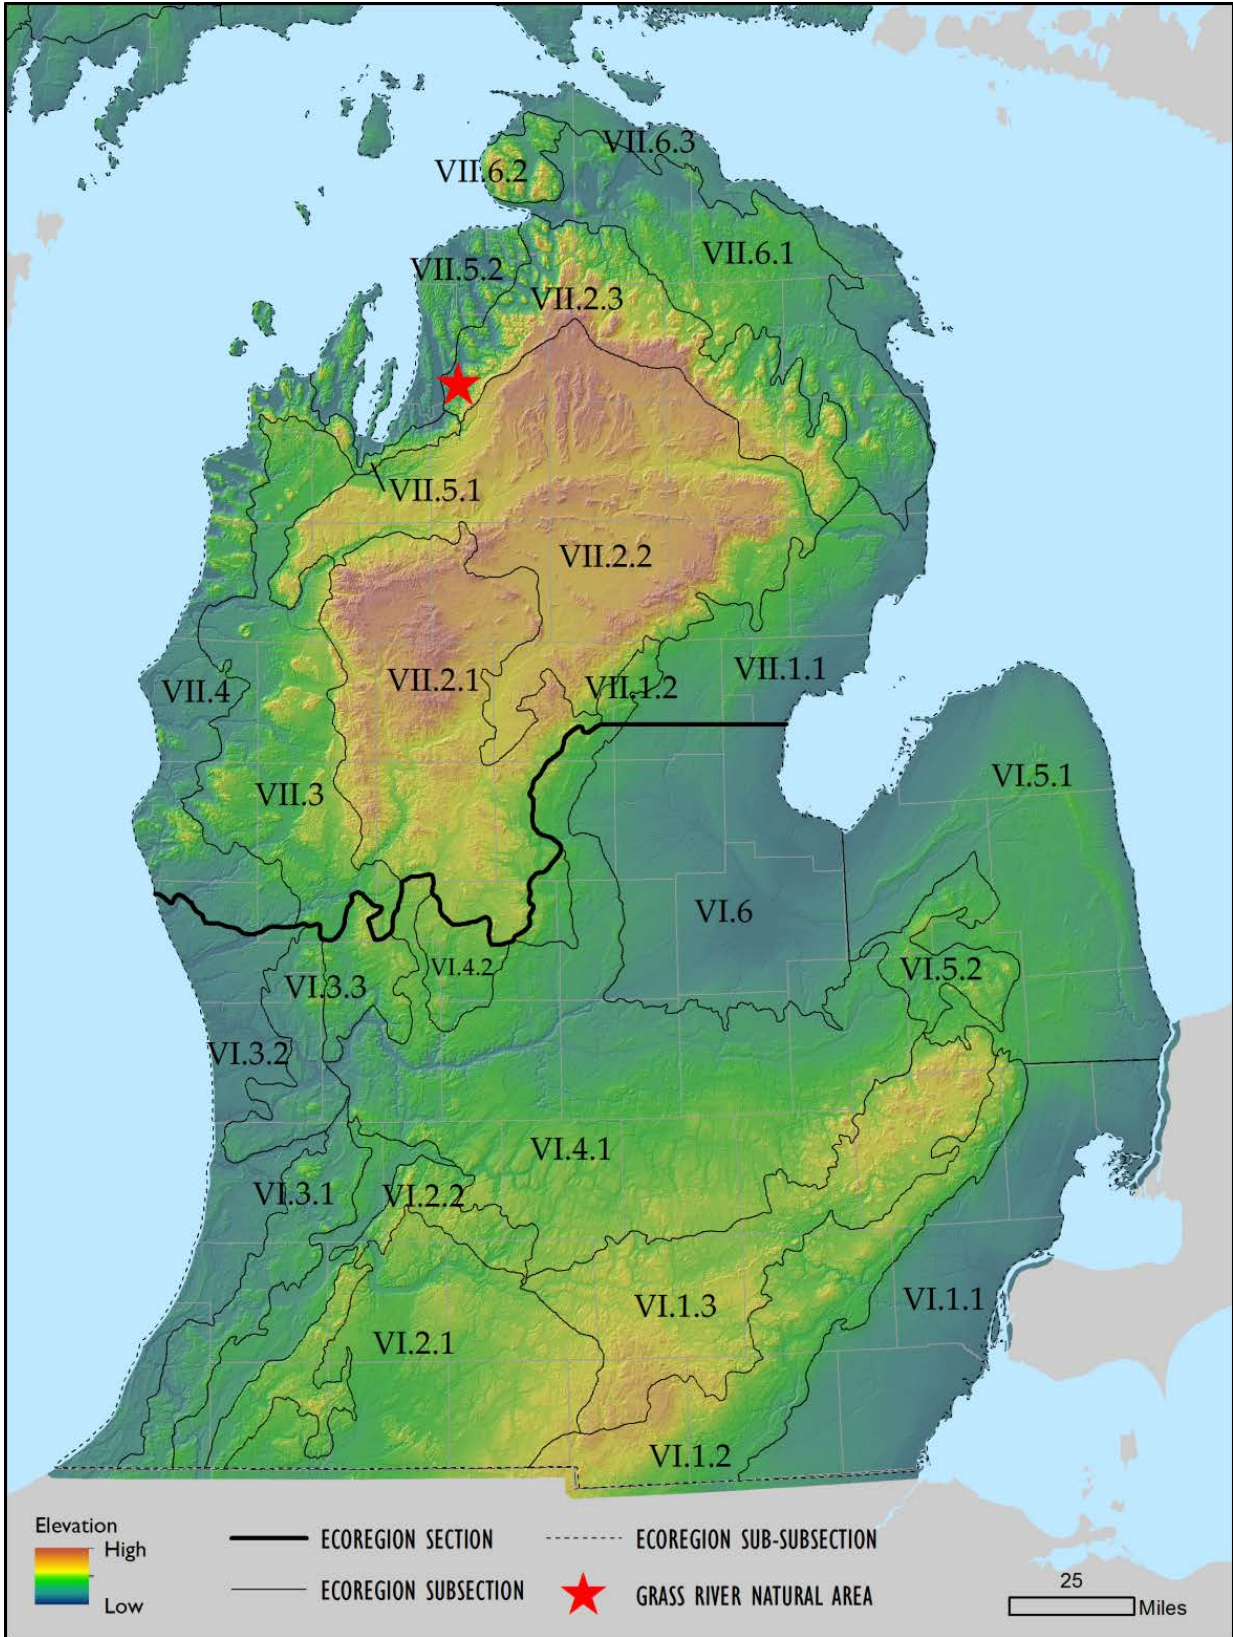 VII.6.3
VII.6.2
VII.6.1
VII.5.2
VII.2.3
VII.5.1
VII.2.2
VII.2.1
VII.1.2
VII.1.1
VII.4
VII.3
VI.5.1
VI.6
VI.4.2
VI.5.2
VI.3.3
VI.3.2
VI.4.1
VI.3.1
VI.2.2
VI.1.3
VI.1.1
VI.2.1
VI.1.2
Elevation
High
Low
ECOREGION SECTION
ECOREGION SUBSECTION
ECOREGION SUB-SUBSECTION
GRASS RIVER NATURAL AREA
25
Miles